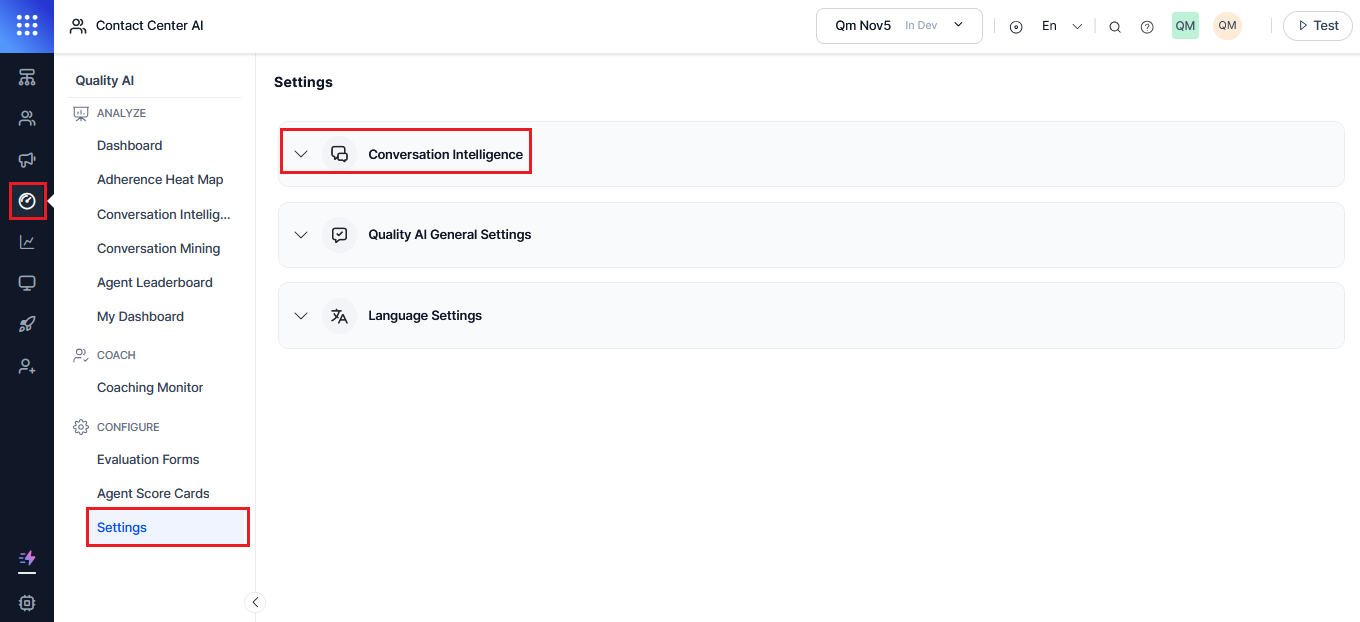 Contact Center AI
Qm Nov5 In Dev
En
QM
QM
Test
Quality AI
ANALYZE
Dashboard
Adherence Heat Map
Conversation Intellig...
Conversation Mining
Agent Leaderboard
My Dashboard
COACH
Coaching Monitor
CONFIGURE
Evaluation Forms
Agent Score Cards
Settings
Settings
Conversation Intelligence
Quality AI General Settings
Language Settings